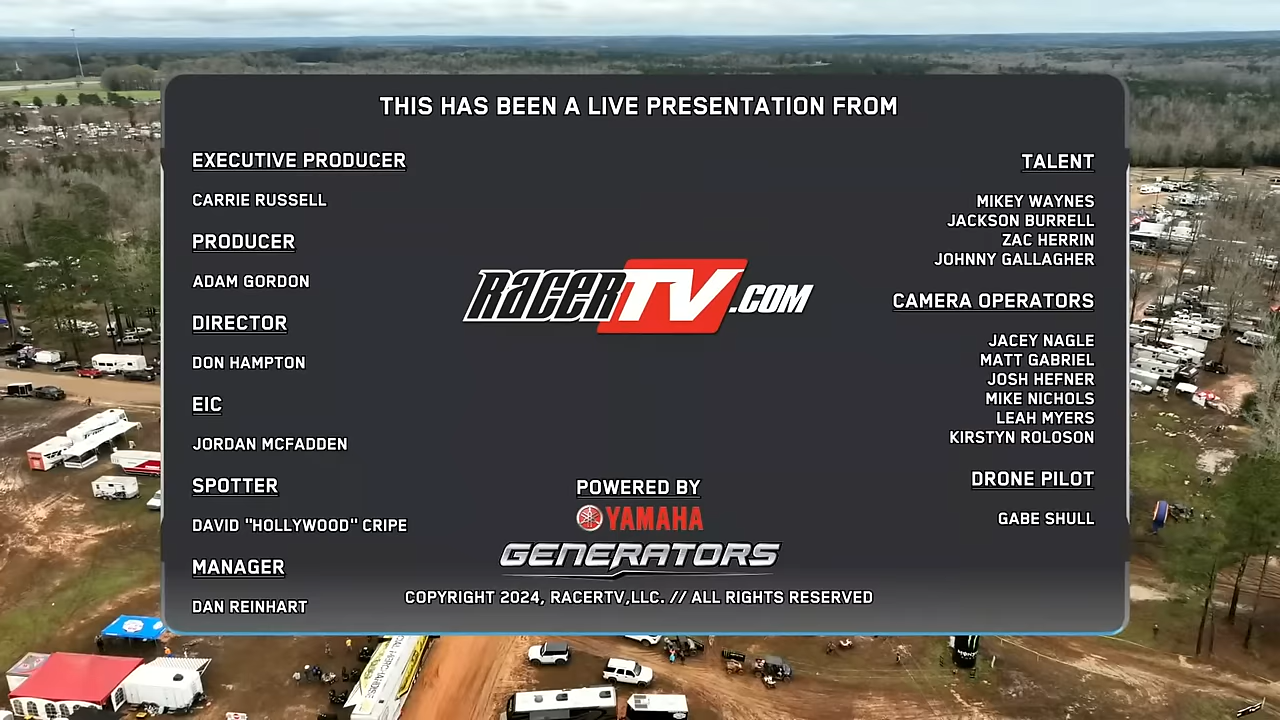 THIS HAS BEEN A LIVE PRESENTATION FROM
EXECUTIVE PRODUCER
CARRIE RUSSELL
PRODUCER
ADAM GORDON
DIRECTOR
DON HAMPTON
EIC
JORDAN MCFADDEN
SPOTTER
DAVID "HOLLYWOOD" CRIPE
MANAGER
DAN REINHART
RACERTV.COM
POWERED BY
YAMAHA
GENERATORS
COPYRIGHT 2024, RACERTV,LLC. // ALL RIGHTS RESERVED
TALENT
MIKEY WAYNES
JACKSON BURRELL
ZAC HERRIN
JOHNNY GALLAGHER
CAMERA OPERATORS
JACEY NAGLE
MATT GABRIEL
JOSH HEFNER
MIKE NICHOLS
LEAH MYERS
KIRSTYN ROLOSON
DRONE PILOT
GABE SHULL